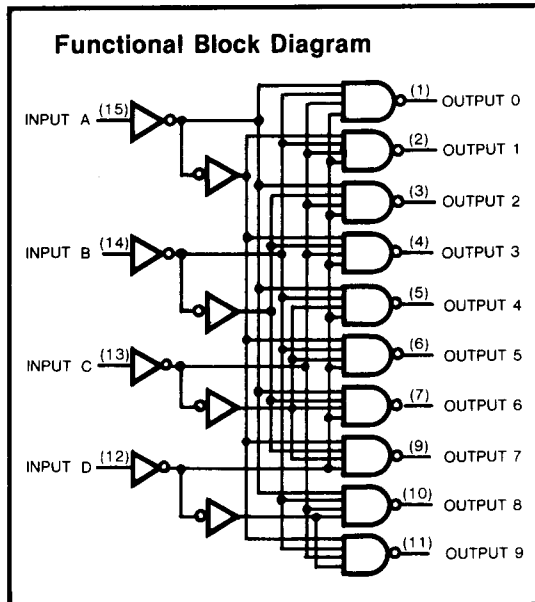 Functional Block Diagram
(1) OUTPUT 0
INPUT A (15)
(2) OUTPUT 1
(3) OUTPUT 2
INPUT B (14)
(4) OUTPUT 3
(5) OUTPUT 4
(6) OUTPUT 5
INPUT C (13)
(7) OUTPUT 6
(9) OUTPUT 7
INPUT D (12)
(10) OUTPUT 8
(11) OUTPUT 9